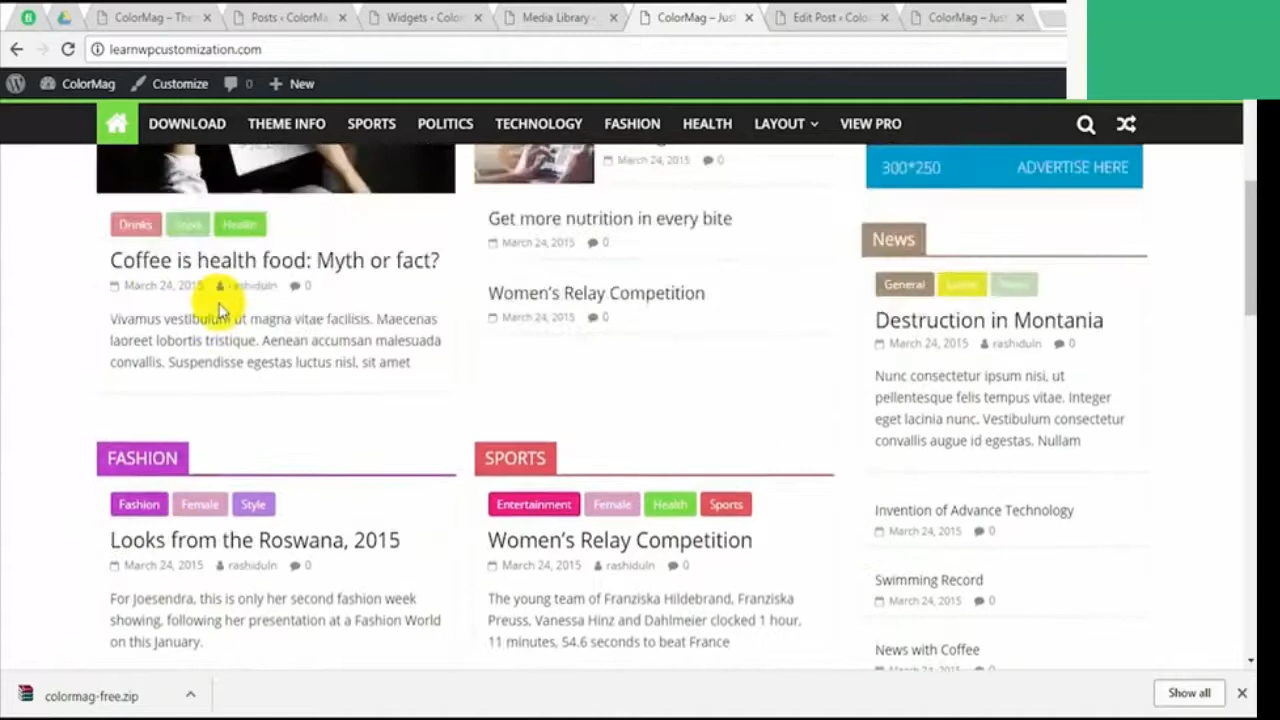 ColorMag – The
Posts ‹ ColorMa
Widgets ‹ Color
Media Library ‹
ColorMag – Just
Edit Post ‹ Colo
ColorMag – Just
learnwpcustomization.com
ColorMag
Customize
0
New
DOWNLOAD
THEME INFO
SPORTS
POLITICS
TECHNOLOGY
FASHION
HEALTH
LAYOUT
VIEW PRO
Drinks
Health
Coffee is health food: Myth or fact?
March 24, 2015 rashiduln 0
Vivamus vestibulum ut magna vitae facilisis. Maecenas
laoreet lobortis tristique. Aenean accumsan malesuada
convallis. Suspendisse egestas luctus nisl, sit amet
March 24, 2015 0
Get more nutrition in every bite
March 24, 2015 0
Women's Relay Competition
March 24, 2015 0
300*250
ADVERTISE HERE
News
General
Destruction in Montania
March 24, 2015 rashiduln 0
Nunc consectetur ipsum nisi, ut
pellentesque felis tempus vitae. Integer
eget lacinia nunc. Vestibulum consectetur
convallis augue id egestas. Nullam
Invention of Advance Technology
March 24, 2015 0
Swimming Record
March 24, 2015 0
News with Coffee
March 24, 2015 0
FASHION
Fashion
Female
Style
Looks from the Roswana, 2015
March 24, 2015 rashiduln 0
For Joesendra, this is only her second fashion week
showing, following her presentation at a Fashion World
on this January.
SPORTS
Entertainment
Female
Health
Sports
Women's Relay Competition
March 24, 2015 rashiduln 0
The young team of Franziska Hildebrand, Franziska
Preuss, Vanessa Hinz and Dahlmeier clocked 1 hour,
11 minutes, 54.6 seconds to beat France
colormag-free.zip
Show all